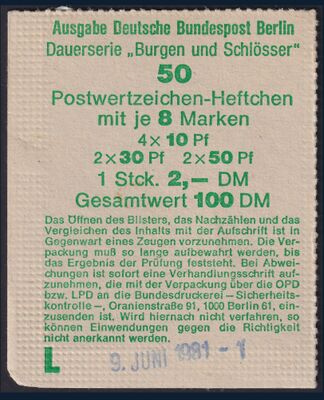 Ausgabe Deutsche Bundespost Berlin
Dauerserie „Burgen und Schlösser“
50
Postwertzeichen-Heftchen
mit je 8 Marken
4 x 10 Pf
2 x 30 Pf 2 x 50 Pf
1 Stck. 2,— DM
Gesamtwert 100 DM
Das Öffnen des Blisters, das Nachzählen und das
Vergleichen des Inhalts mit der Aufschrift ist in
Gegenwart eines Zeugen vorzunehmen. Die Ver-
packung muß so lange aufbewahrt werden, bis
das Ergebnis der Prüfung feststeht. Bei Abwei-
chungen ist sofort eine Verhandlungsschrift auf-
zunehmen, die mit der Verpackung über die OPD
bzw. LPD an die Bundesdruckerei – Sicherheits-
kontrolle –, Oranienstraße 91, 1000 Berlin 61, ein-
zusenden ist. Wird hiernach nicht verfahren, so
können Einwendungen gegen die Richtigkeit
nicht anerkannt werden.
L
9. JUNI 1981 - 1